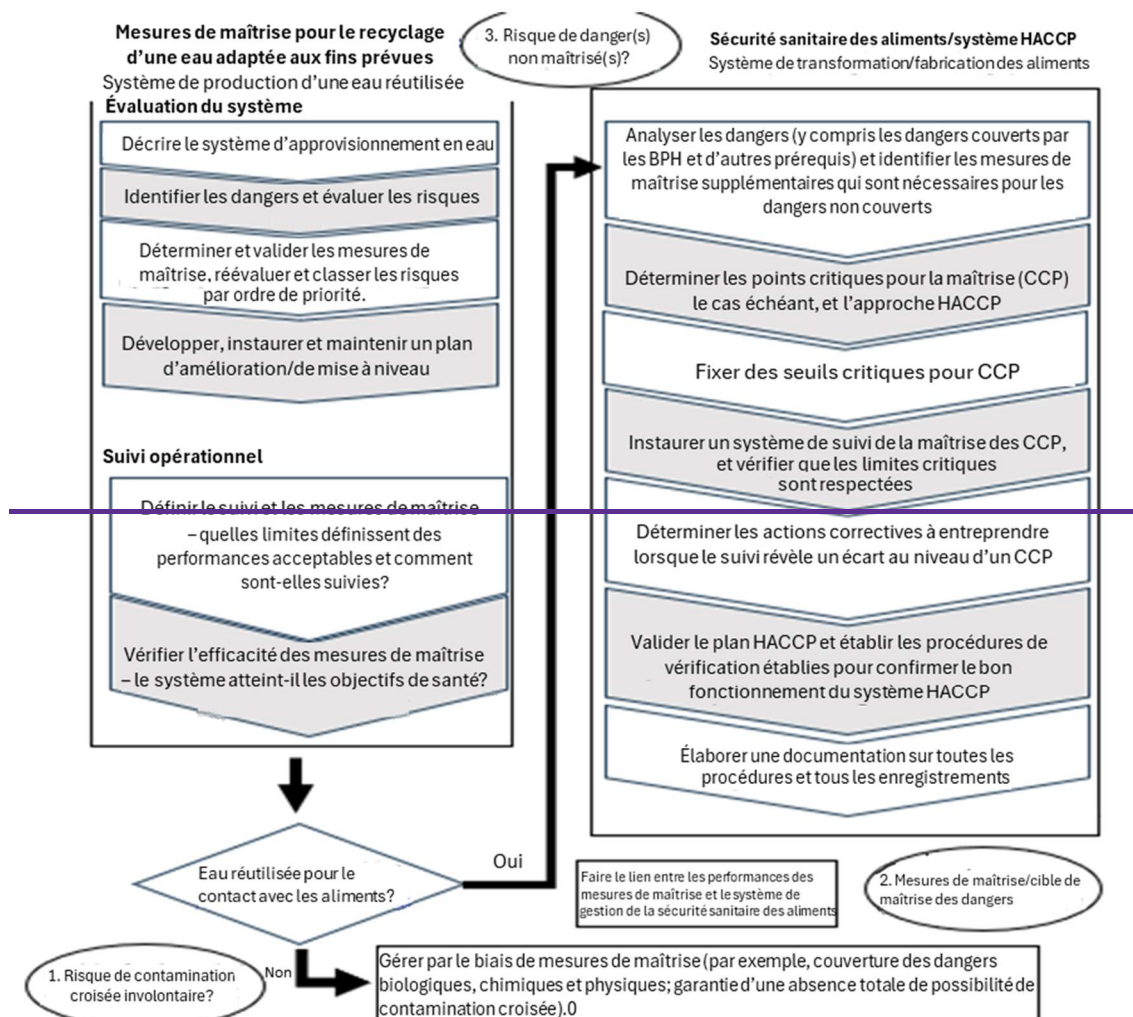 Mesures de maîtrise pour le recyclage
d'une eau adaptée aux fins prévues
Système de production d'une eau réutilisée
3. Risque de danger(s)
non maîtrisé(s)?
Sécurité sanitaire des aliments/système HACCP
Système de transformation/fabrication des aliments
Évaluation du système
Décrire le système d'approvisionnement en eau
Identifier les dangers et évaluer les risques
Déterminer et valider les mesures de
maîtrise, réévaluer et classer les risques
par ordre de priorité.
Développer, instaurer et maintenir un plan
d'amélioration/de mise à niveau
Suivi opérationnel
Définir le suivi et les mesures de maîtrise
– quelles limites définissent des
performances acceptables et comment
sont-elles suivies?
Vérifier l'efficacité des mesures de maîtrise
– le système atteint-il les objectifs de santé?
Analyser les dangers (y compris les dangers couverts par
les BPH et d'autres prérequis) et identifier les mesures de
maîtrise supplémentaires qui sont nécessaires pour les
dangers non couverts
Déterminer les points critiques pour la maîtrise (CCP)
le cas échéant, et l'approche HACCP
Fixer des seuils critiques pour CCP
Instaurer un système de suivi de la maîtrise des CCP,
et vérifier que les limites critiques
sont respectées
Déterminer les actions correctives à entreprendre
lorsque le suivi révèle un écart au niveau d'un CCP
Valider le plan HACCP et établir les procédures de
vérification établies pour confirmer le bon
fonctionnement du système HACCP
Élaborer une documentation sur toutes les
procédures et tous les enregistrements
Eau réutilisée pour le
contact avec les aliments?
Oui
Faire le lien entre les performances des
mesures de maîtrise et le système de
gestion de la sécurité sanitaire des aliments
2. Mesures de maîtrise/cible de
maîtrise des dangers
1. Risque de contamination
croisée involontaire?
Non
Gérer par le biais de mesures de maîtrise (par exemple, couverture des dangers
biologiques, chimiques et physiques; garantie d'une absence totale de possibilité de
contamination croisée).0